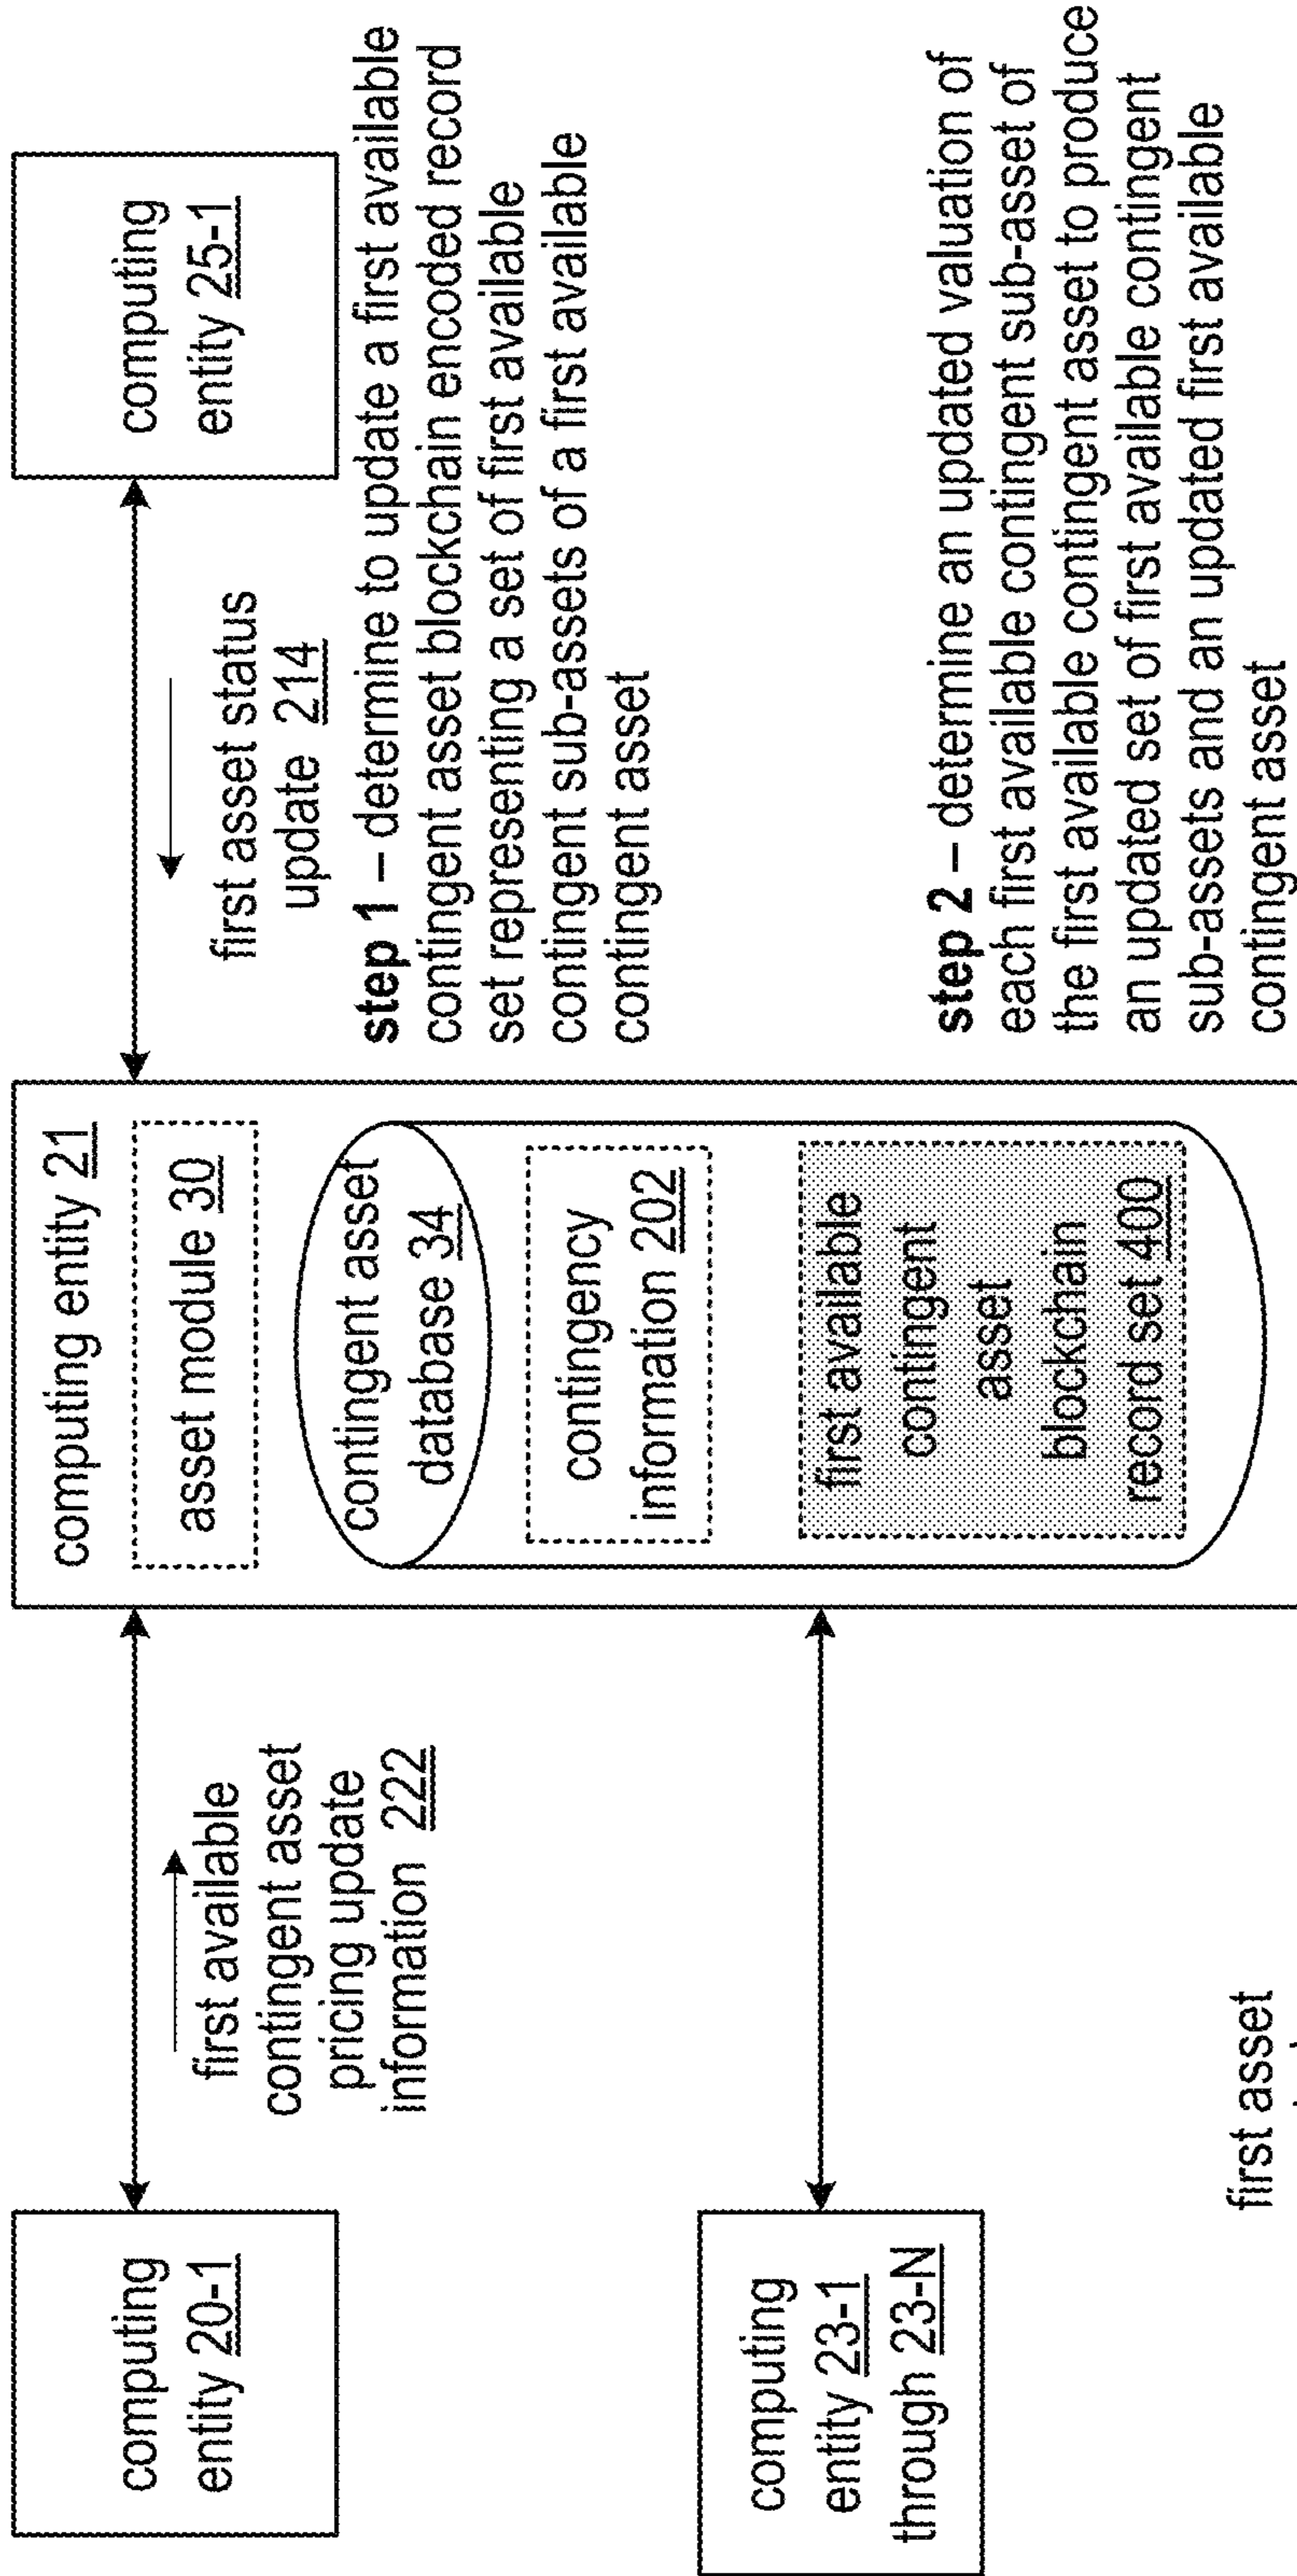 computing
entity 20-1
first available
contingent asset
pricing update
information 222
computing entity 21
asset module 30
contingent asset
database 34
contingency
information 202
first available
contingent
asset
blockchain
record set 400
first asset status
update 214
computing
entity 25-1
step 1 – determine to update a first available
contingent asset blockchain encoded record
set representing a set of first available
contingent sub-assets of a first available
contingent asset
step 2 – determine an updated valuation of
each first available contingent sub-asset of
the first available contingent asset to produce
an updated set of first available contingent
sub-assets and an updated first available
contingent asset
computing
entity 23-1
through 23-N
first asset